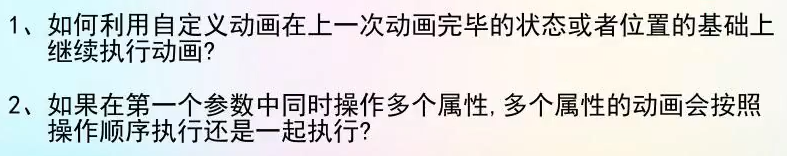 1、如何利用自定义动画在上一次动画完毕的状态或者位置的基础上
继续执行动画?
2、如果在第一个参数中同时操作多个属性,多个属性的动画会按照
操作顺序执行还是一起执行?